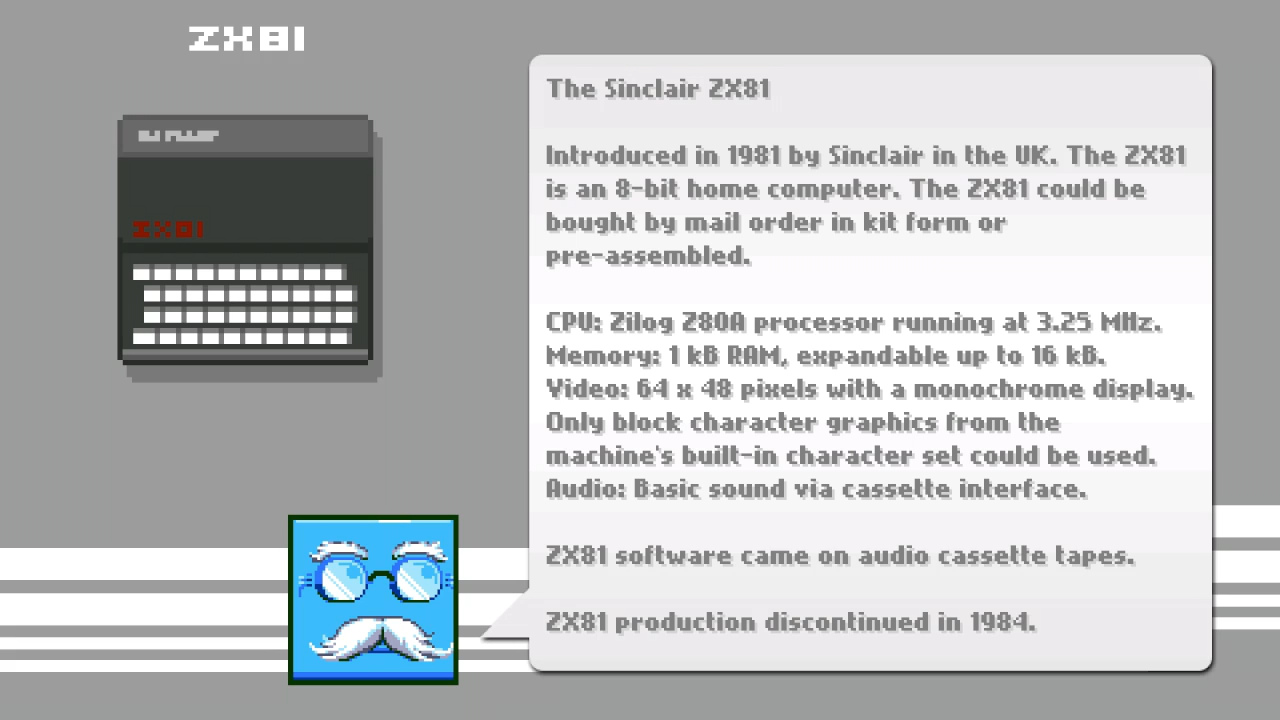 ZX81
ZX81
The Sinclair ZX81
Introduced in 1981 by Sinclair in the UK. The ZX81
is an 8-bit home computer. The ZX81 could be
bought by mail order in kit form or
pre-assembled.
CPU: Zilog Z80A processor running at 3.25 MHz.
Memory: 1 kB RAM, expandable up to 16 kB.
Video: 64 x 48 pixels with a monochrome display.
Only block character graphics from the
machine's built-in character set could be used.
Audio: Basic sound via cassette interface.
ZX81 software came on audio cassette tapes.
ZX81 production discontinued in 1984.